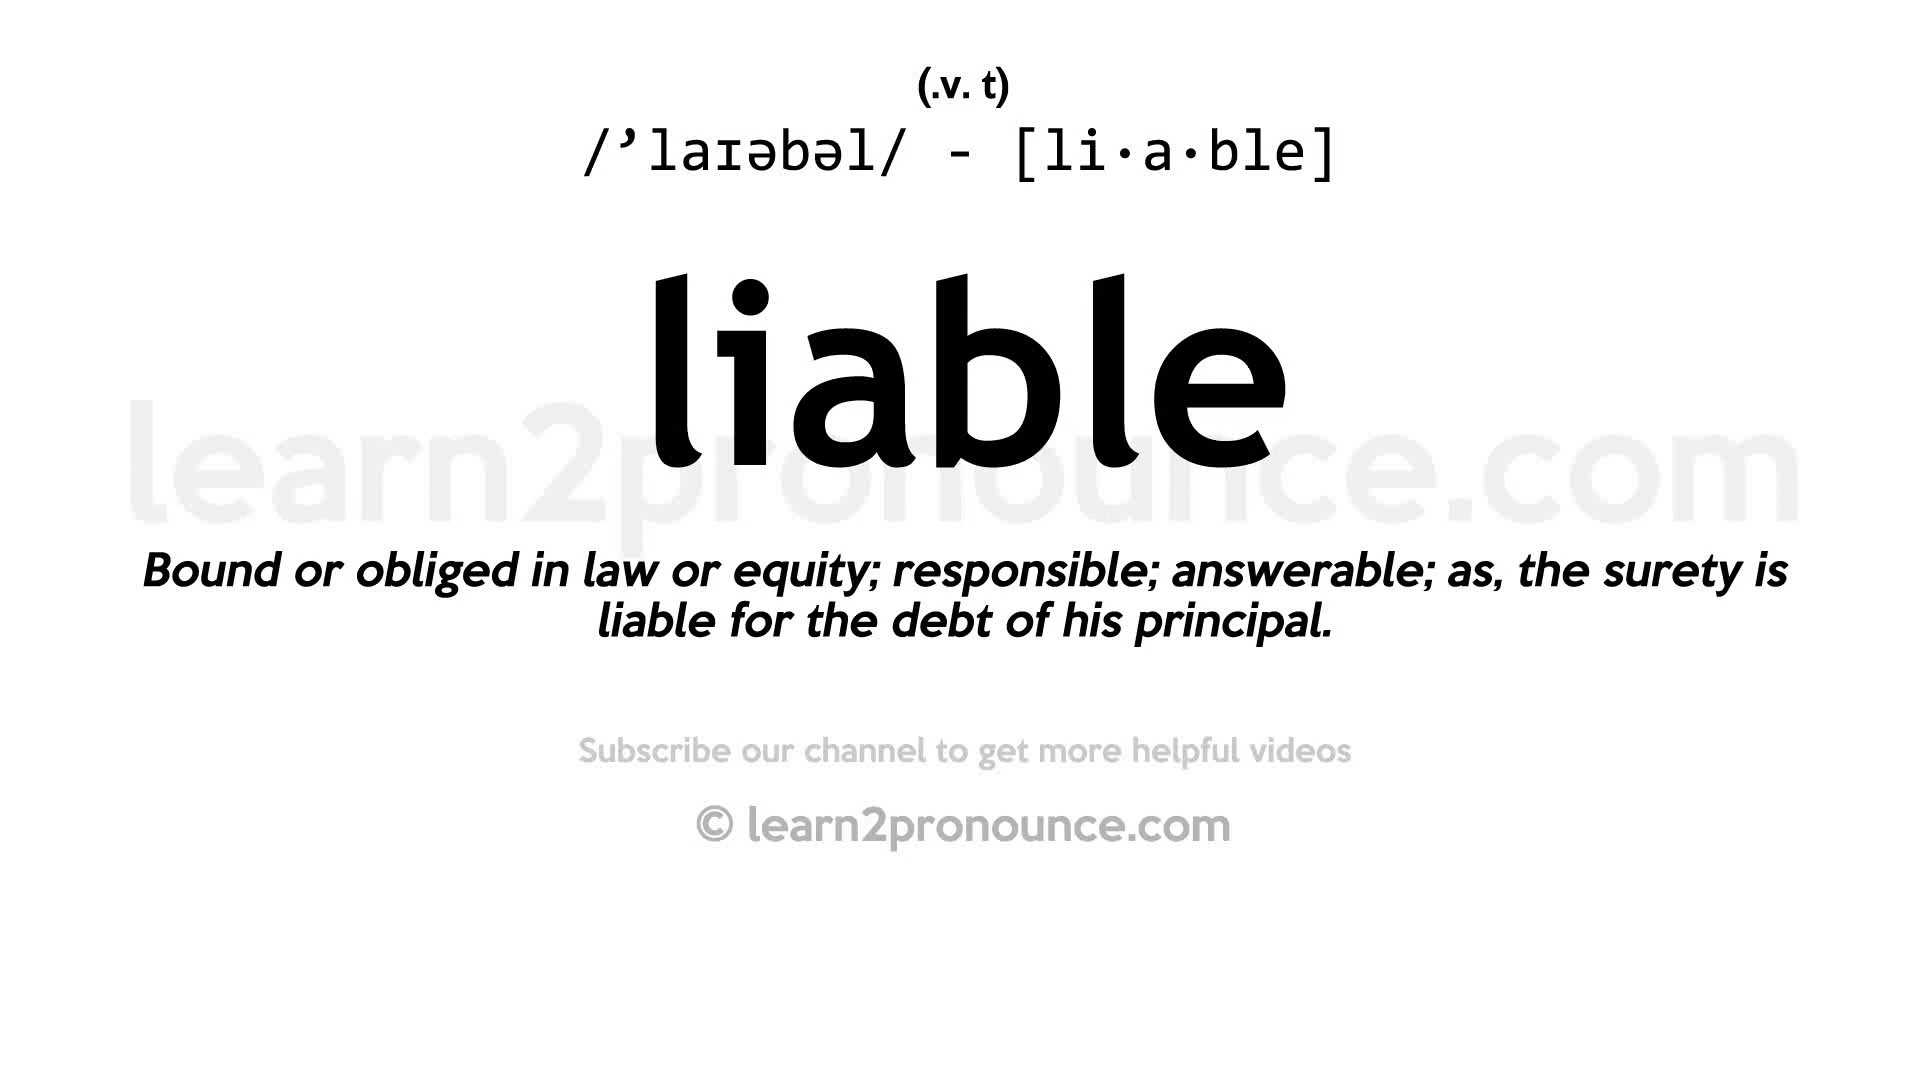 (.v. t)
/’laɪəbəl/ - [li·a·ble]
liable
learn2pronounce.com
Bound or obliged in law or equity; responsible; answerable; as, the surety is
liable for the debt of his principal.
Subscribe our channel to get more helpful videos
© learn2pronounce.com